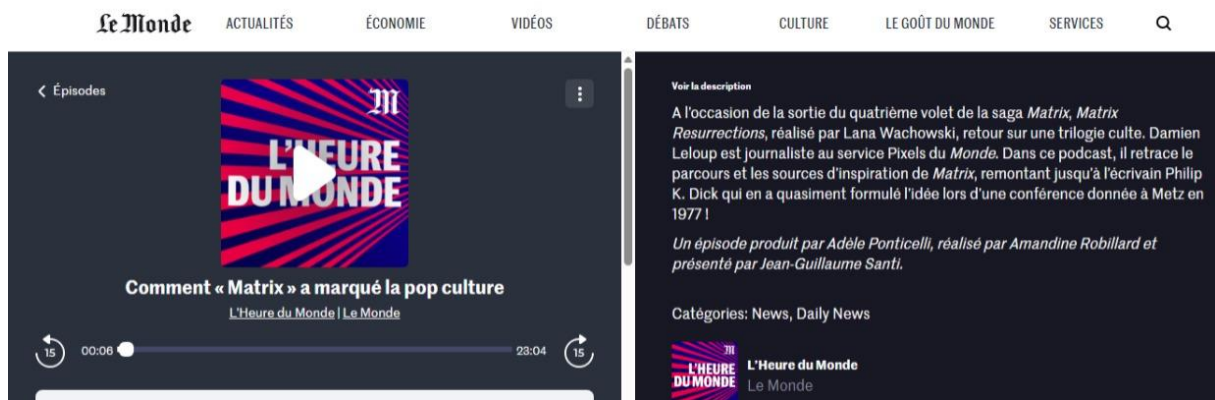 Le Monde
ACTUALITÉS
ÉCONOMIE
VIDÉOS
DÉBATS
CULTURE
LE GOÛT DU MONDE
SERVICES
Épisodes
M
L'HEURE
DU MONDE
Comment « Matrix » a marqué la pop culture
L'Heure du Monde | Le Monde
15
00:06
23:04
15
Voir la description
A l'occasion de la sortie du quatrième volet de la saga Matrix, Matrix
Resurrections, réalisé par Lana Wachowski, retour sur une trilogie culte. Damien
Leloup est journaliste au service Pixels du Monde. Dans ce podcast, il retrace le
parcours et les sources d'inspiration de Matrix, remontant jusqu'à l'écrivain Philip
K. Dick qui en a quasiment formulé l'idée lors d'une conférence donnée à Metz en
1977 !
Un épisode produit par Adèle Ponticelli, réalisé par Amandine Robillard et
présenté par Jean-Guillaume Santi.
Catégories: News, Daily News
M
L'HEURE
DU MONDE
L'Heure du Monde
Le Monde